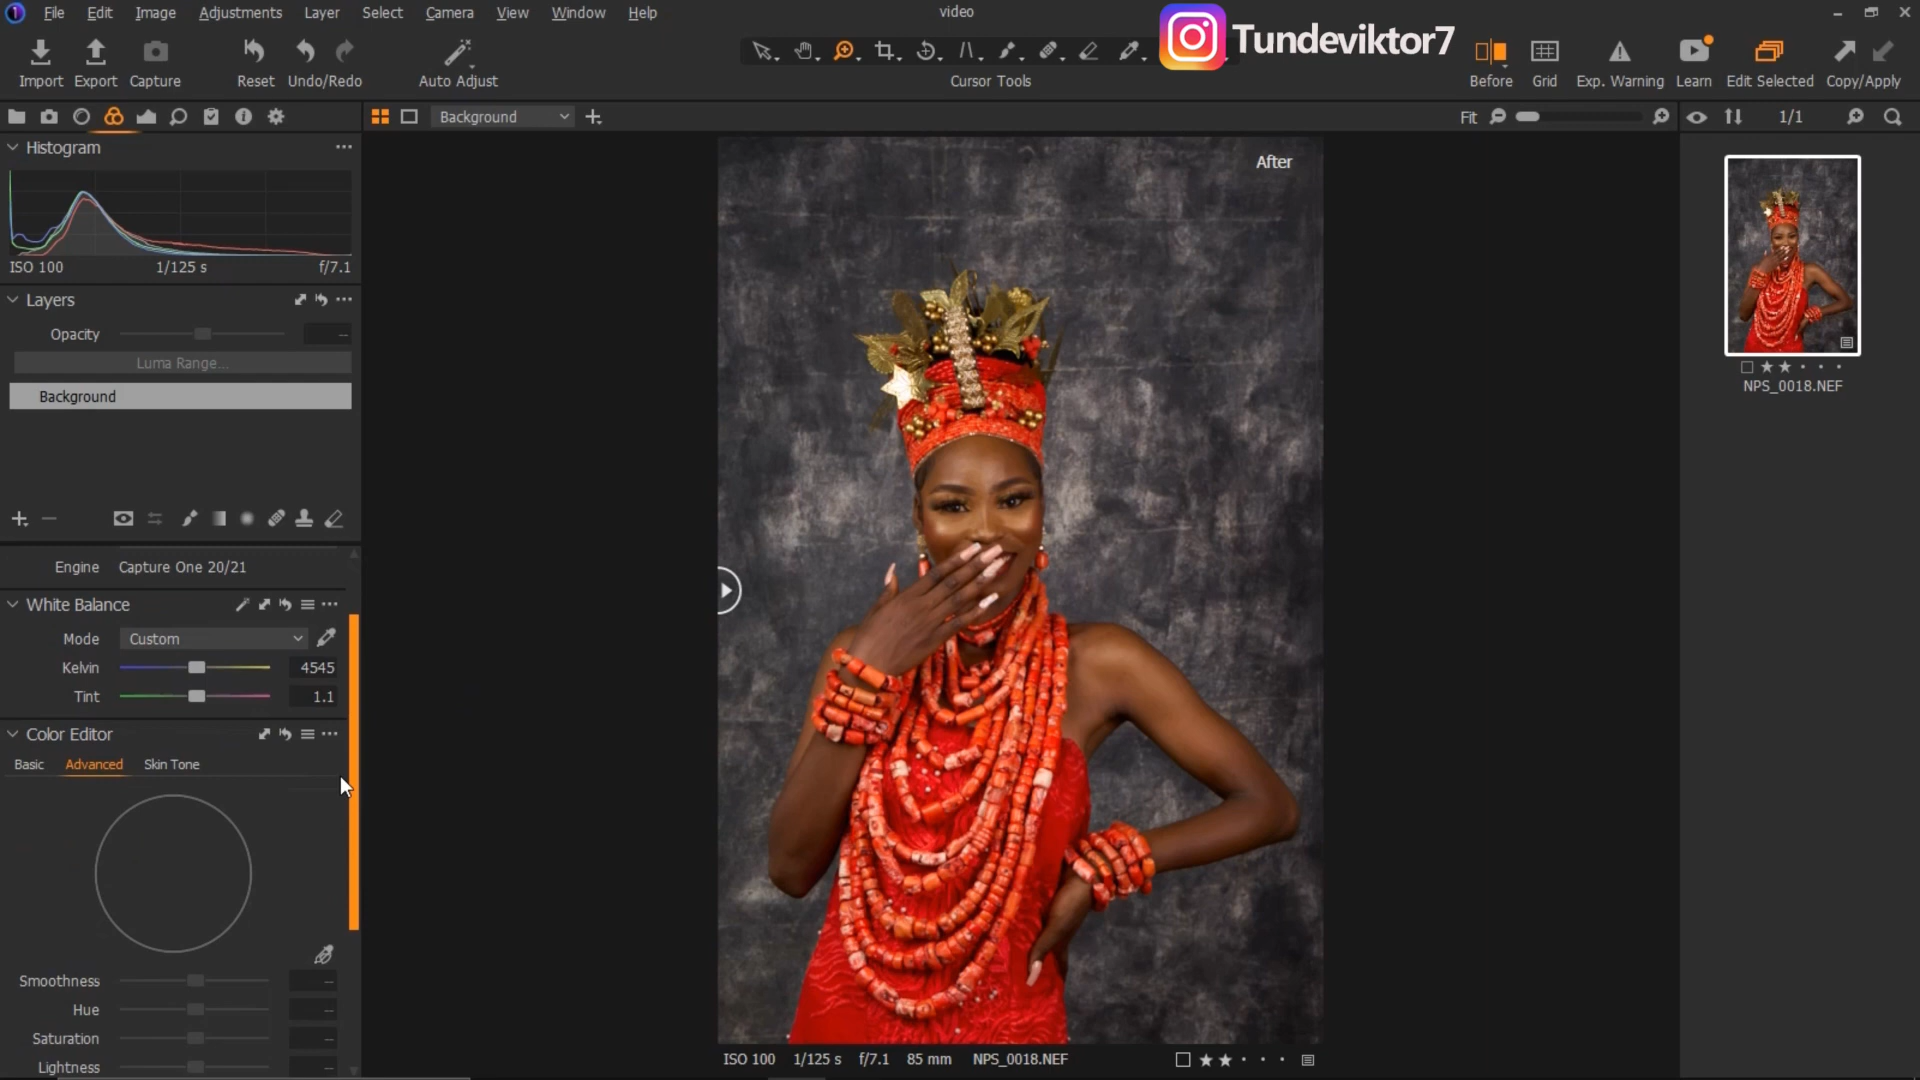 File Edit Image Adjustments Layer Select Camera View Window Help
video
Tundeviktor7
Import Export Capture Reset Undo/Redo Auto Adjust
Cursor Tools
Before Grid Exp. Warning Learn Edit Selected Copy/Apply
Background
Fit
1/1
Histogram
ISO 100 1/125 s f/7.1
Layers
Opacity --
Luma Range...
Background
Engine Capture One 20/21
White Balance
Mode Custom
Kelvin 4545
Tint 1.1
Color Editor
Basic Advanced Skin Tone
Smoothness --
Hue --
Saturation --
Lightness --
After
ISO 100 1/125 s f/7.1 85 mm NPS_0018.NEF
NPS_0018.NEF